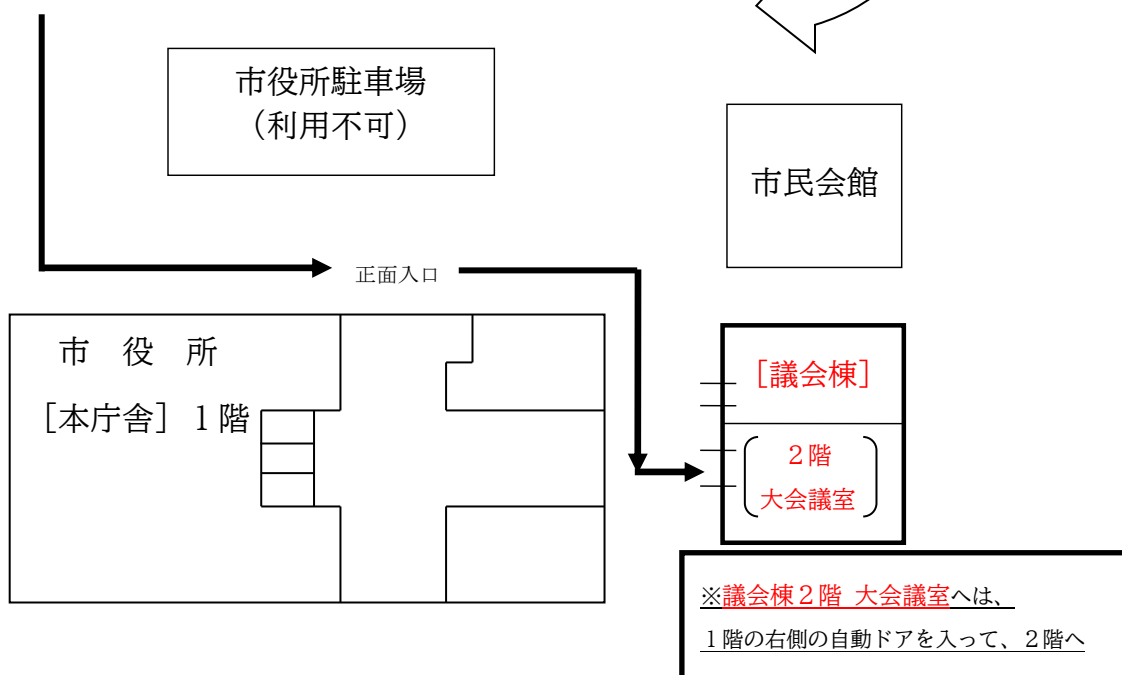 市役所駐車場
（利用不可）
市民会館
正面入口
市　役　所
［本庁舎］１階
［議会棟］
２階
大会議室
※議会棟２階 大会議室へは、
１階の右側の自動ドアを入って、２階へ